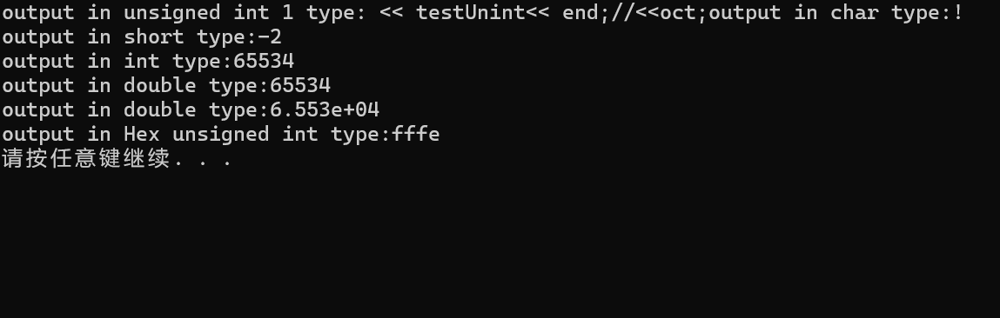 output in unsigned int 1 type: << testUnint<< end;//<<oct;output in char type:!
output in short type:-2
output in int type:65534
output in double type:65534
output in double type:6.553e+04
output in Hex unsigned int type:fffe
请按任意键继续. . .